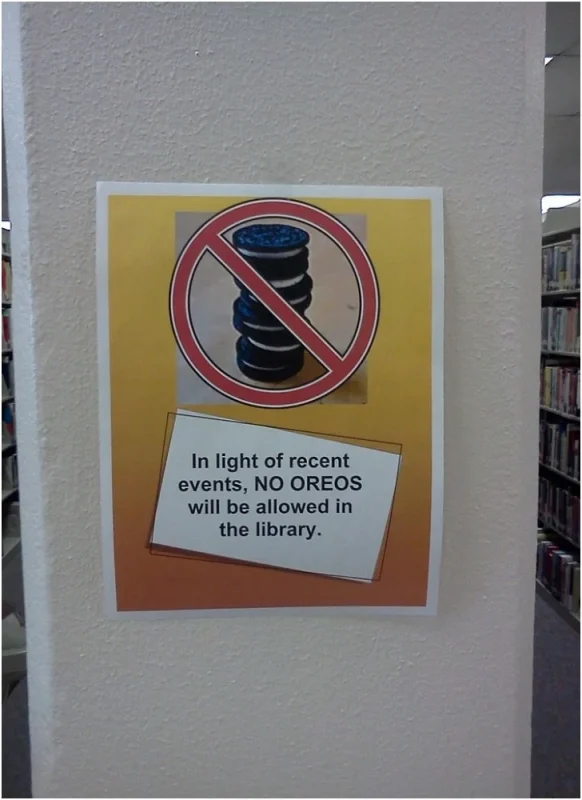 In light of recent
events, NO OREOS
will be allowed in
the library.